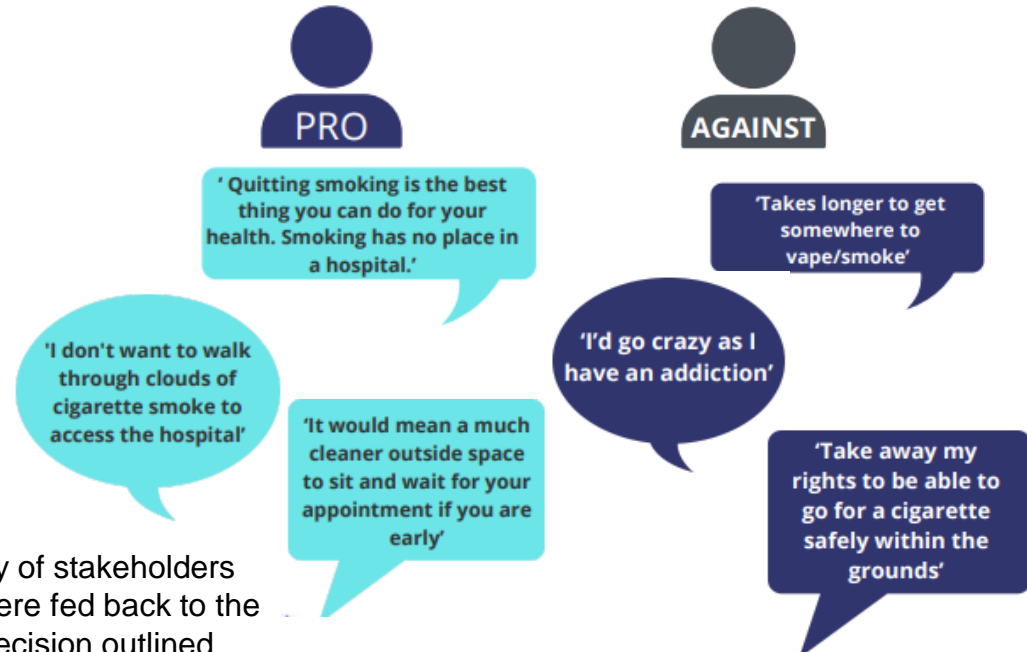 PRO
AGAINST
‘ Quitting smoking is the best
thing you can do for your
health. Smoking has no place in
a hospital.’
‘Takes longer to get
somewhere to
vape/smoke’
'I don't want to walk
through clouds of
cigarette smoke to
access the hospital’
‘I’d go crazy as I
have an addiction’
‘It would mean a much
cleaner outside space
to sit and wait for your
appointment if you are
early’
‘Take away my
rights to be able to
go for a cigarette
safely within the
grounds’
y of stakeholders
ere fed back to the
ecision outlined